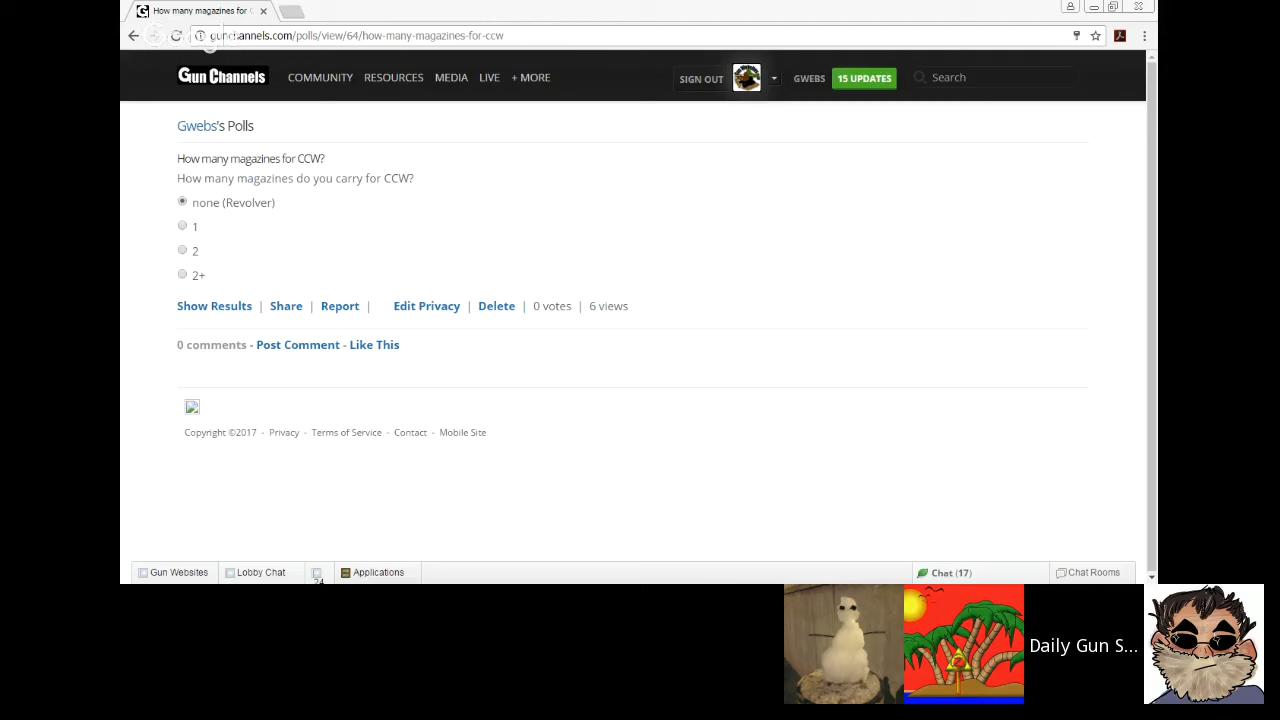 How many magazines for C
gunchannels.com/polls/view/64/how-many-magazines-for-ccw
Gun Channels COMMUNITY RESOURCES MEDIA LIVE + MORE SIGN OUT GWEBS 15 UPDATES Search
Gwebs's Polls
How many magazines for CCW?
How many magazines do you carry for CCW?
none (Revolver)
1
2
2+
Show Results | Share | Report | Edit Privacy | Delete | 0 votes | 6 views
0 comments - Post Comment - Like This
Copyright ©2017 - Privacy - Terms of Service - Contact - Mobile Site
Gun Websites Lobby Chat 24 Applications Chat (17) Chat Rooms
Daily Gun S...